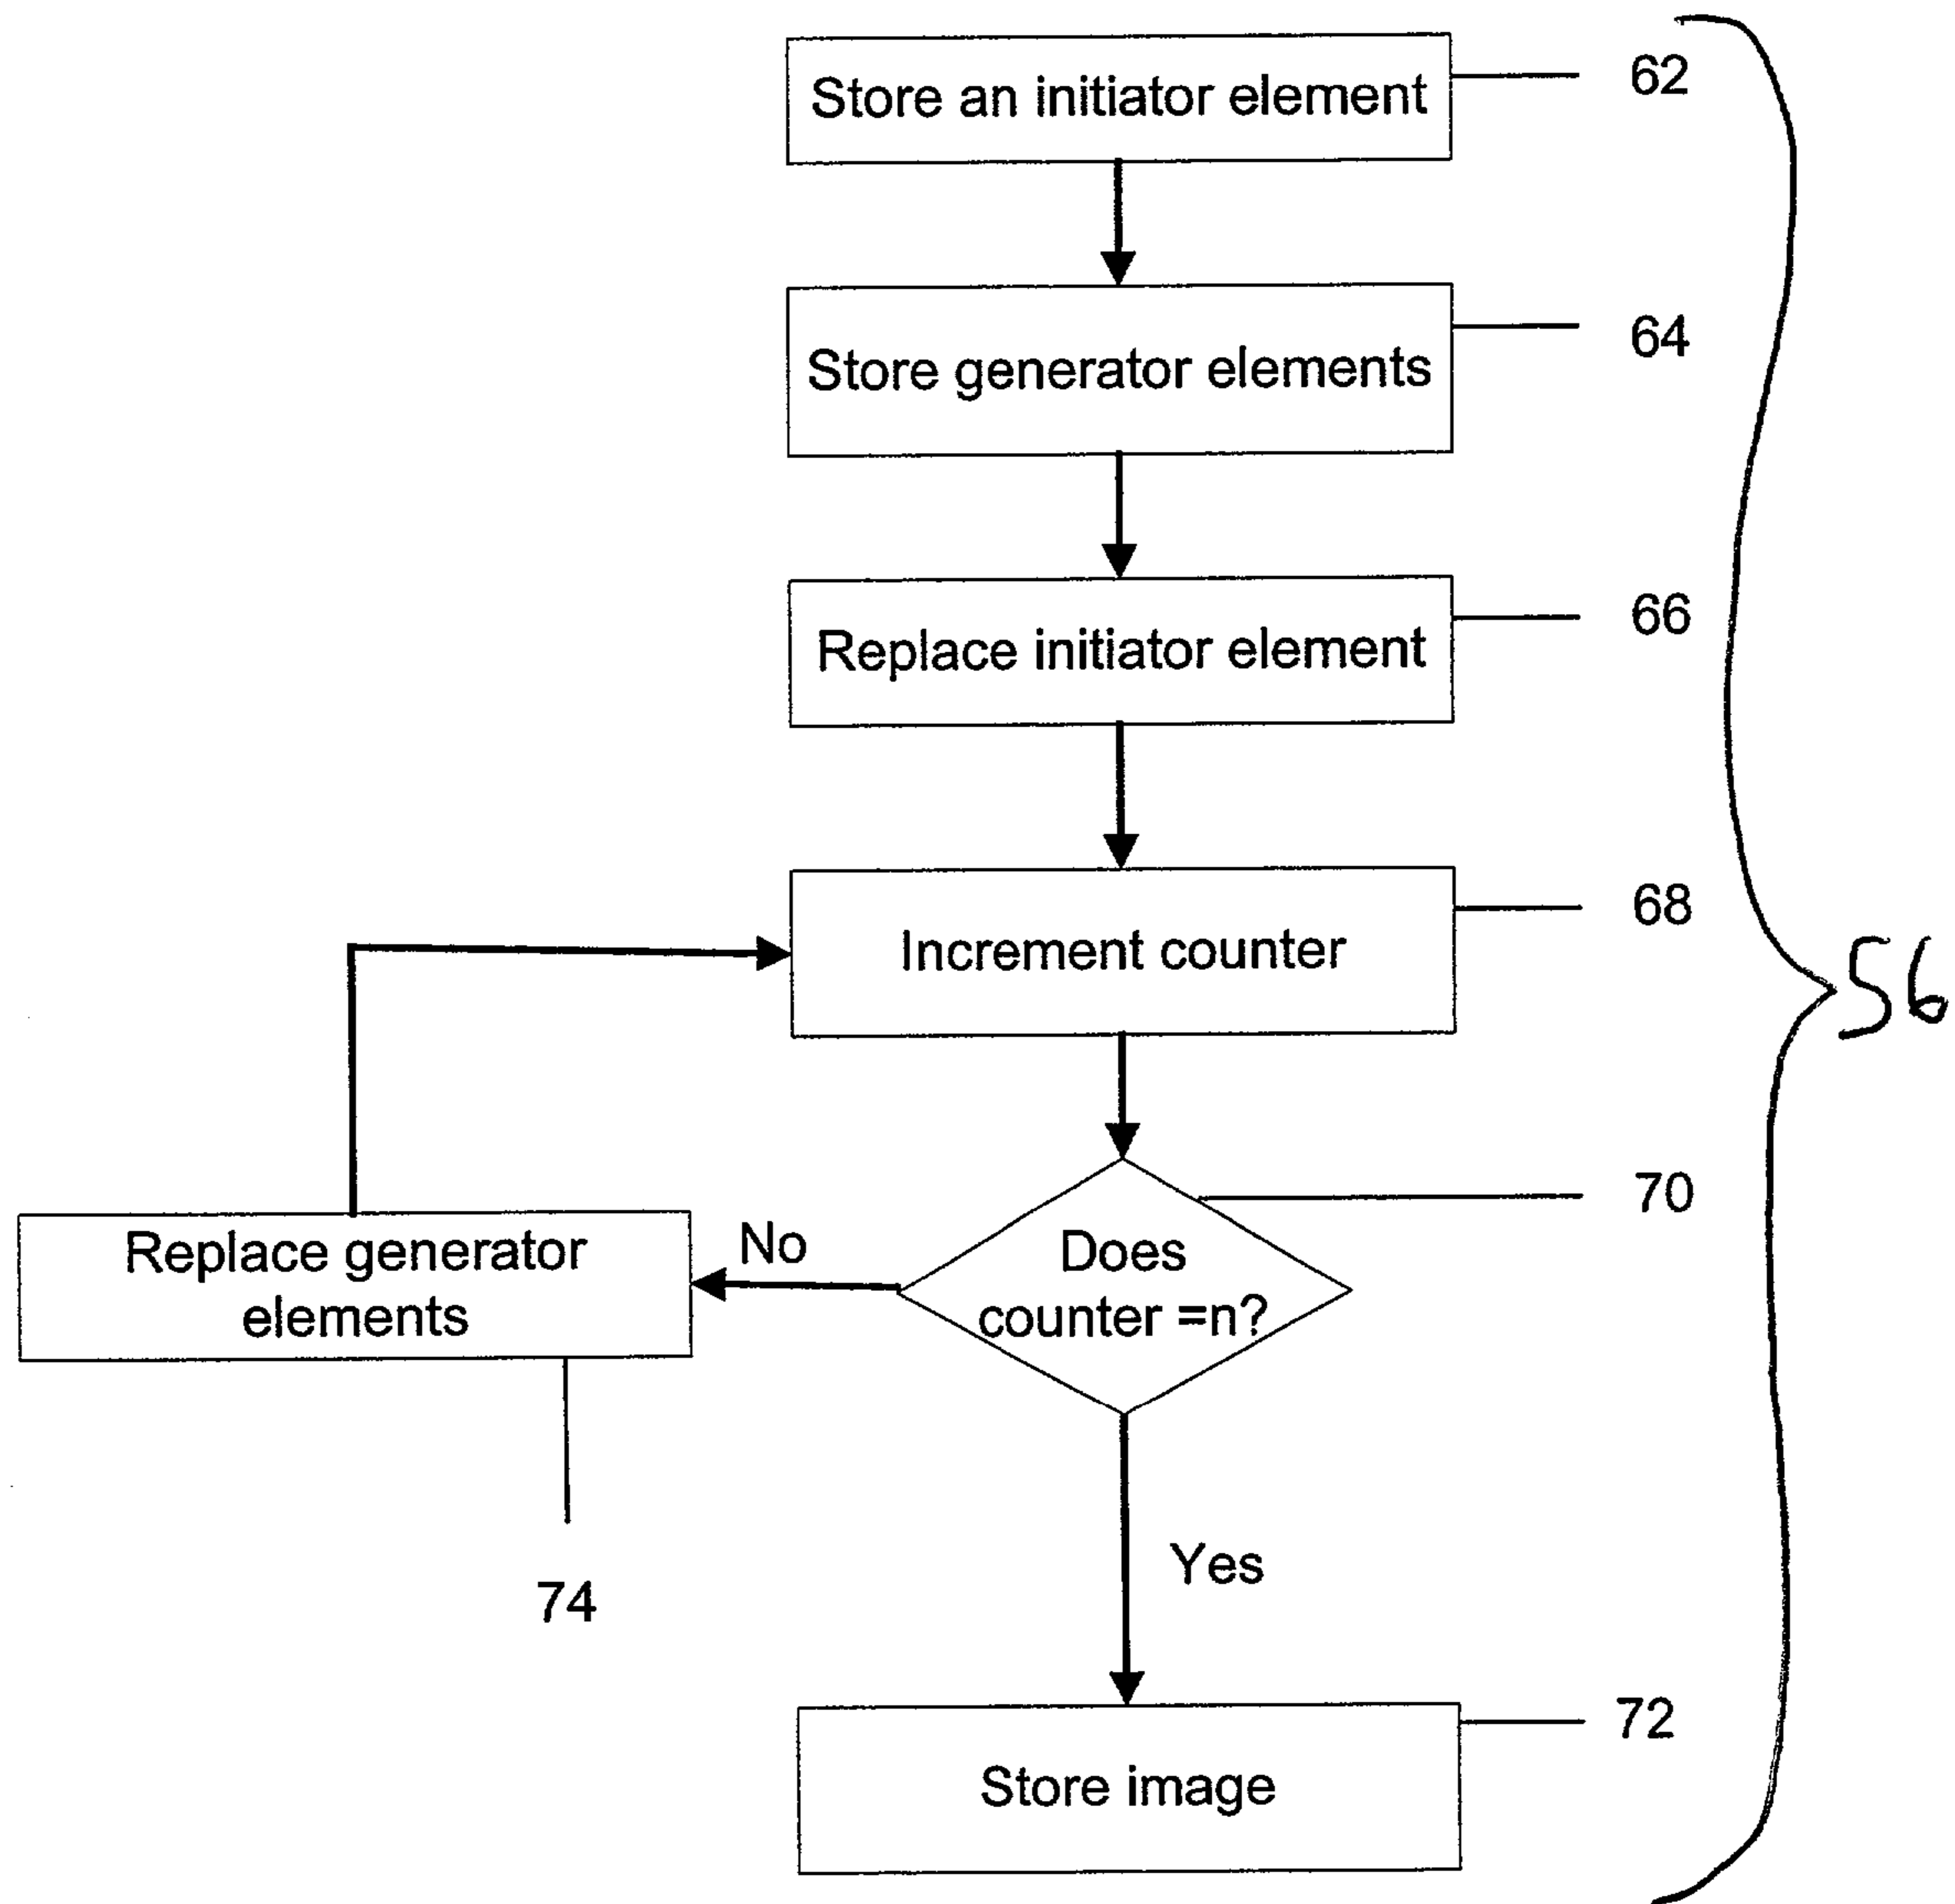 Store an initiator element
62
Store generator elements
64
Replace initiator element
66
Increment counter
68
56
Does
counter =n?
70
No
Replace generator
elements
74
Yes
Store image
72